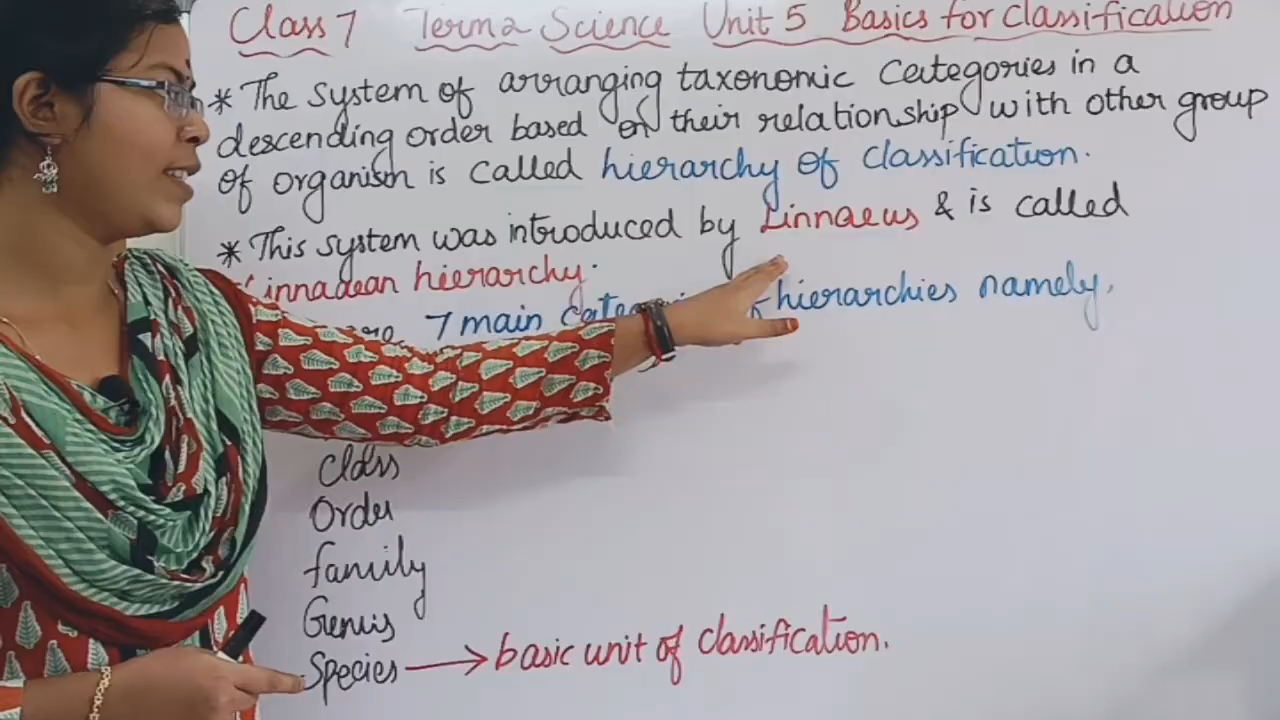 Class 7 Term 2 Science Unit 5 Basics for Classification
* The system of arranging taxonomic categories in a
descending order based on their relationship with other group
of organism is called hierarchy of classification.
* This system was introduced by Linnaeus & is called
Linnaean hierarchy.
7 main hierarchies namely,
Class
Order
family
Genus
Species → basic unit of classification.